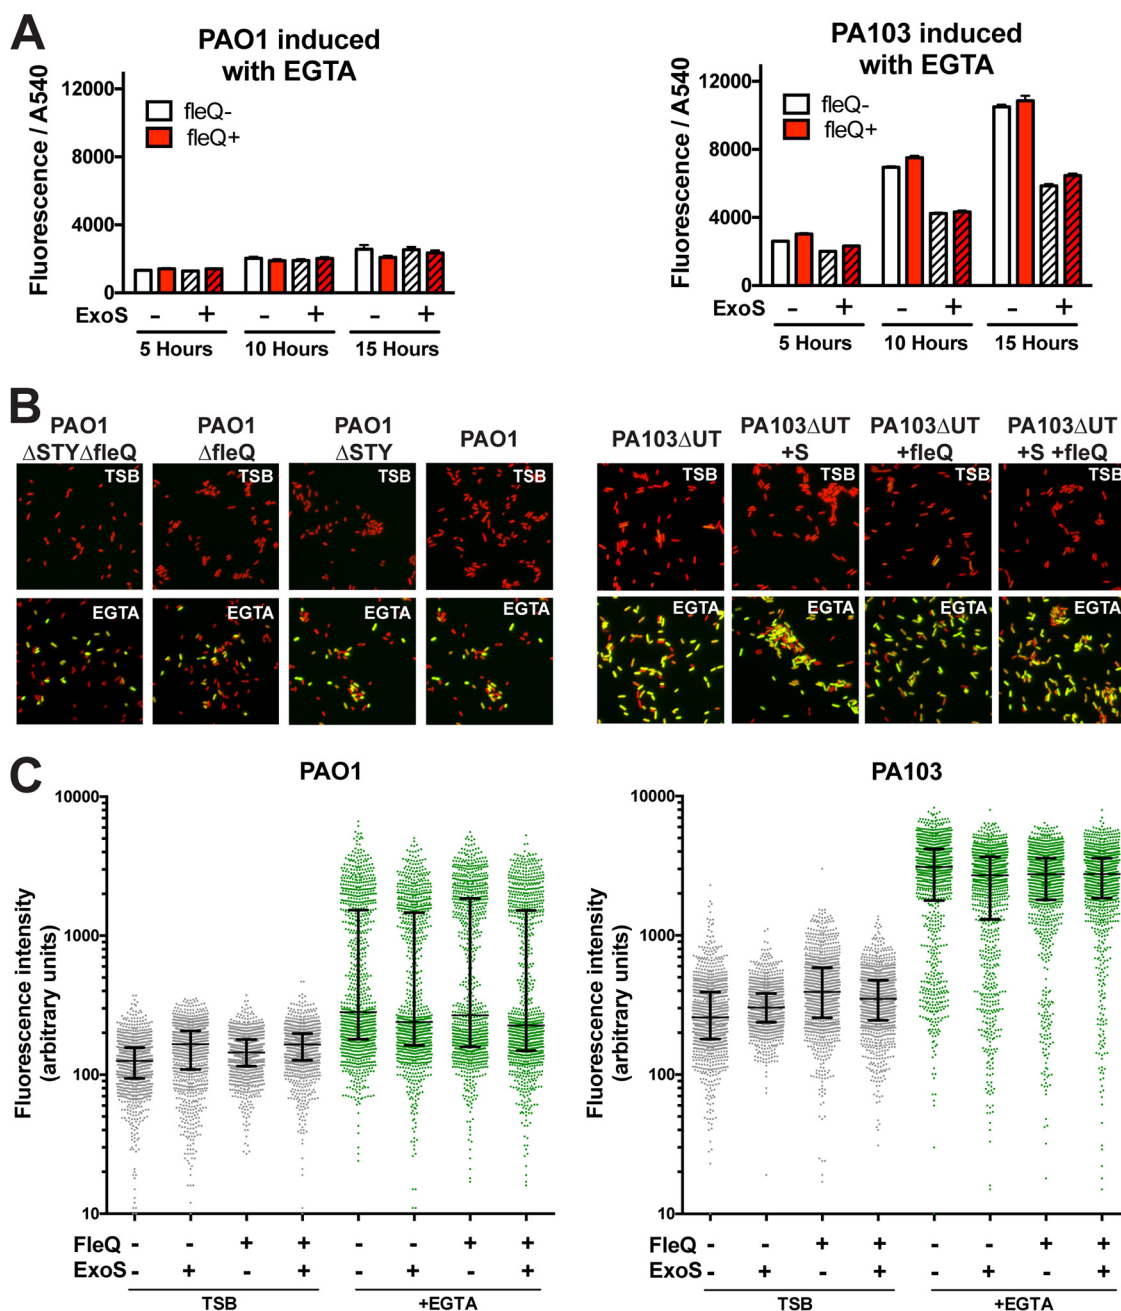 A
PAO1 induced
with EGTA
Fluorescence / A540
12000
8000
4000
0
fleQ-
fleQ+
ExoS - + - + - +
5 Hours 10 Hours 15 Hours
PA103 induced
with EGTA
Fluorescence / A540
12000
8000
4000
0
fleQ-
fleQ+
ExoS - + - + - +
5 Hours 10 Hours 15 Hours
B
PAO1
ΔSTYΔfleQ
PAO1
ΔfleQ
PAO1
ΔSTY
PAO1
PA103ΔUT
PA103ΔUT
+S
PA103ΔUT
+fleQ
PA103ΔUT
+S +fleQ
TSB TSB TSB TSB TSB TSB TSB TSB
EGTA EGTA EGTA EGTA EGTA EGTA EGTA EGTA
C
PAO1
Fluorescence intensity
(arbitrary units)
10000
1000
100
10
FleQ - - + + - - + +
ExoS - + - + - + - +
TSB +EGTA
PA103
Fluorescence intensity
(arbitrary units)
10000
1000
100
10
FleQ - - + + - - + +
ExoS - + - + - + - +
TSB +EGTA